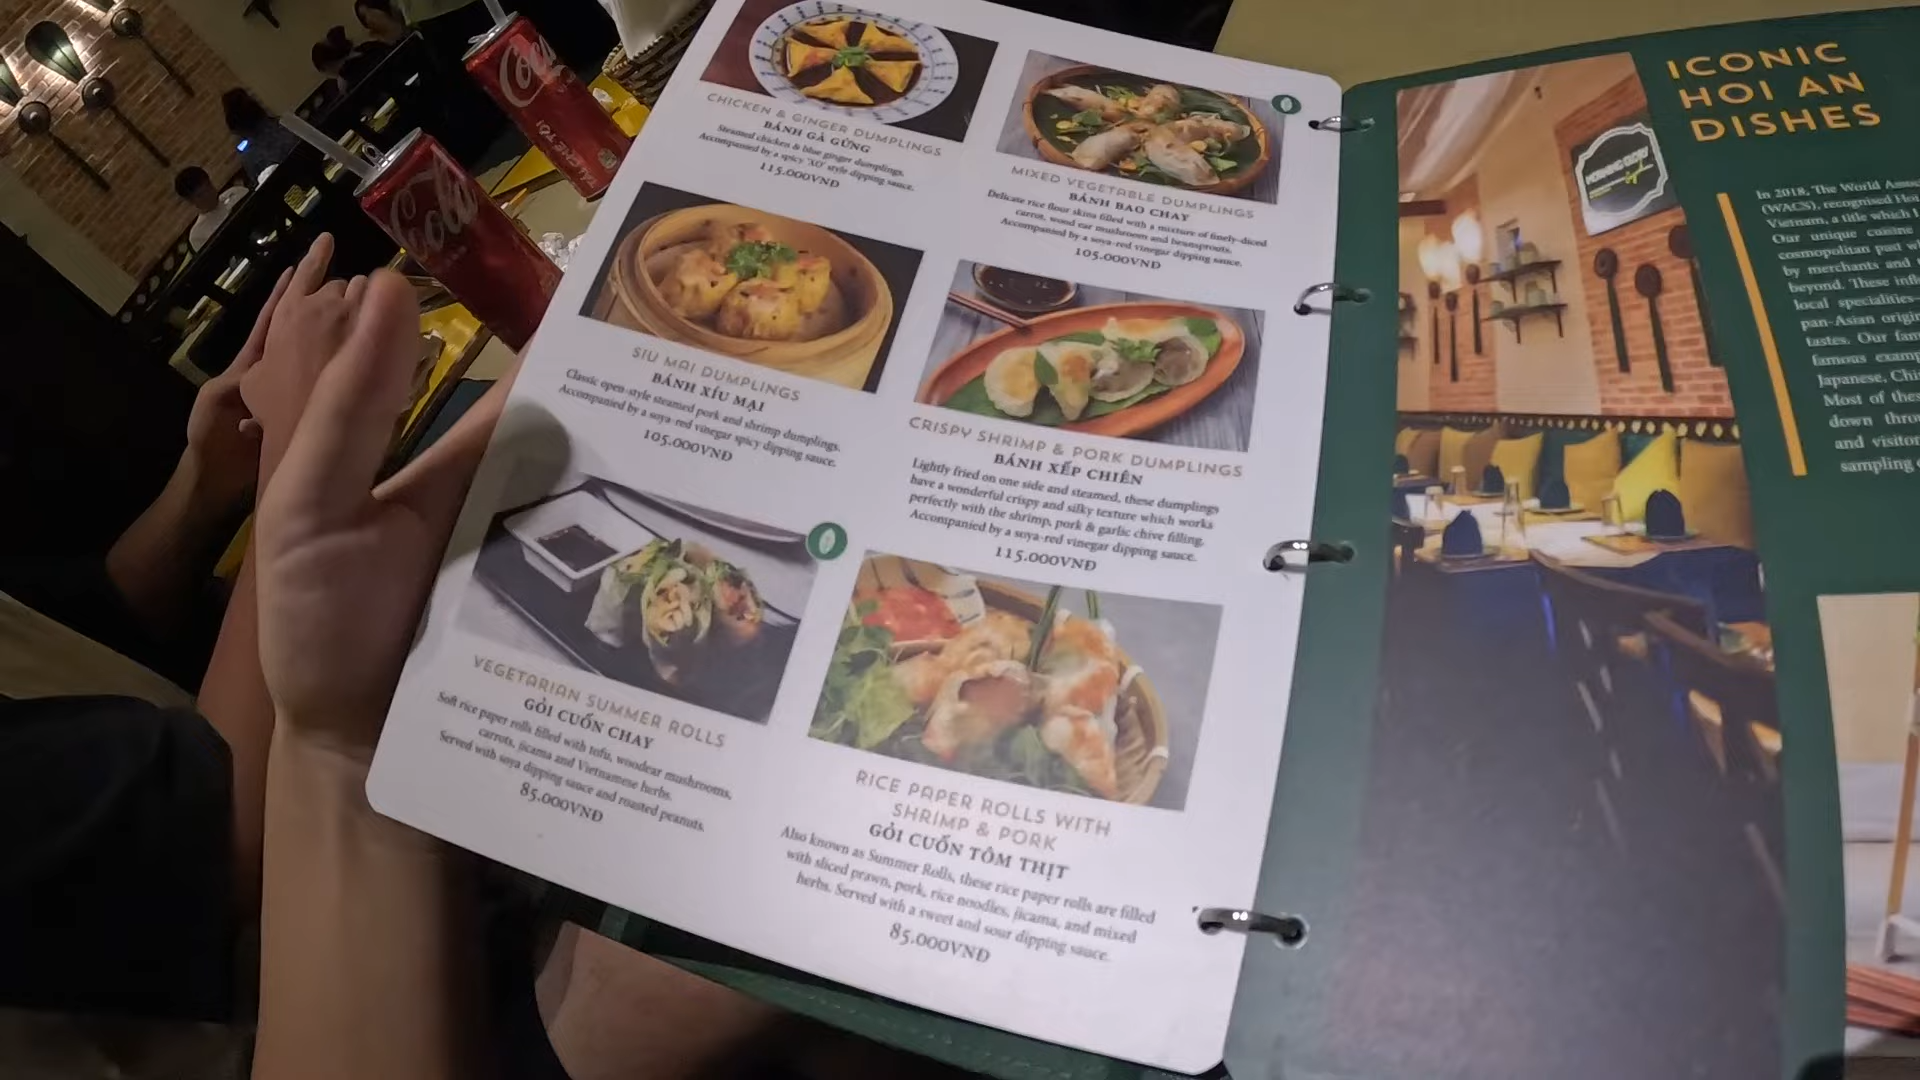 CHICKEN & GINGER DUMPLINGS
BÁNH GÀ GỪNG
Steamed chicken & blue ginger dumplings.
Accompanied by a spicy 'XO' style dipping sauce.
115.000VNĐ
MIXED VEGETABLE DUMPLINGS
BÁNH BAO CHAY
Delicate rice flour skins filled with a mixture of finely-diced
carrot, wood ear mushroom and beansprouts.
Accompanied by a soya-red vinegar dipping sauce.
105.000VNĐ
SIU MAI DUMPLINGS
BÁNH XÍU MẠI
Classic open-style steamed pork and shrimp dumplings.
Accompanied by a soya-red vinegar spicy dipping sauce.
105.000VNĐ
CRISPY SHRIMP & PORK DUMPLINGS
BÁNH XẾP CHIÊN
Lightly fried on one side and steamed, these dumplings
have a wonderful crispy and silky texture which works
perfectly with the shrimp, pork & garlic chive filling.
Accompanied by a soya-red vinegar dipping sauce.
115.000VNĐ
VEGETARIAN SUMMER ROLLS
GỎI CUỐN CHAY
Soft rice paper rolls filled with tofu, woodear mushrooms,
carrots, jicama and Vietnamese herbs.
Served with soya dipping sauce and roasted peanuts.
85.000VNĐ
RICE PAPER ROLLS WITH
SHRIMP & PORK
GỎI CUỐN TÔM THỊT
Also known as Summer Rolls, these rice paper rolls are filled
with sliced prawn, pork, rice noodles, jicama, and mixed
herbs. Served with a sweet and sour dipping sauce.
85.000VNĐ
ICONIC
HOI AN
DISHES
In 2018, The World
(WACS), recognised
Vietnam, a title which
Our unique cuisine
cosmopolitan past
by merchants and
beyond. These
local specialities–
pan-Asian
tastes. Our
famous
Japanese,
Most of
down
and
sampling
MORNING GLORY
Coca